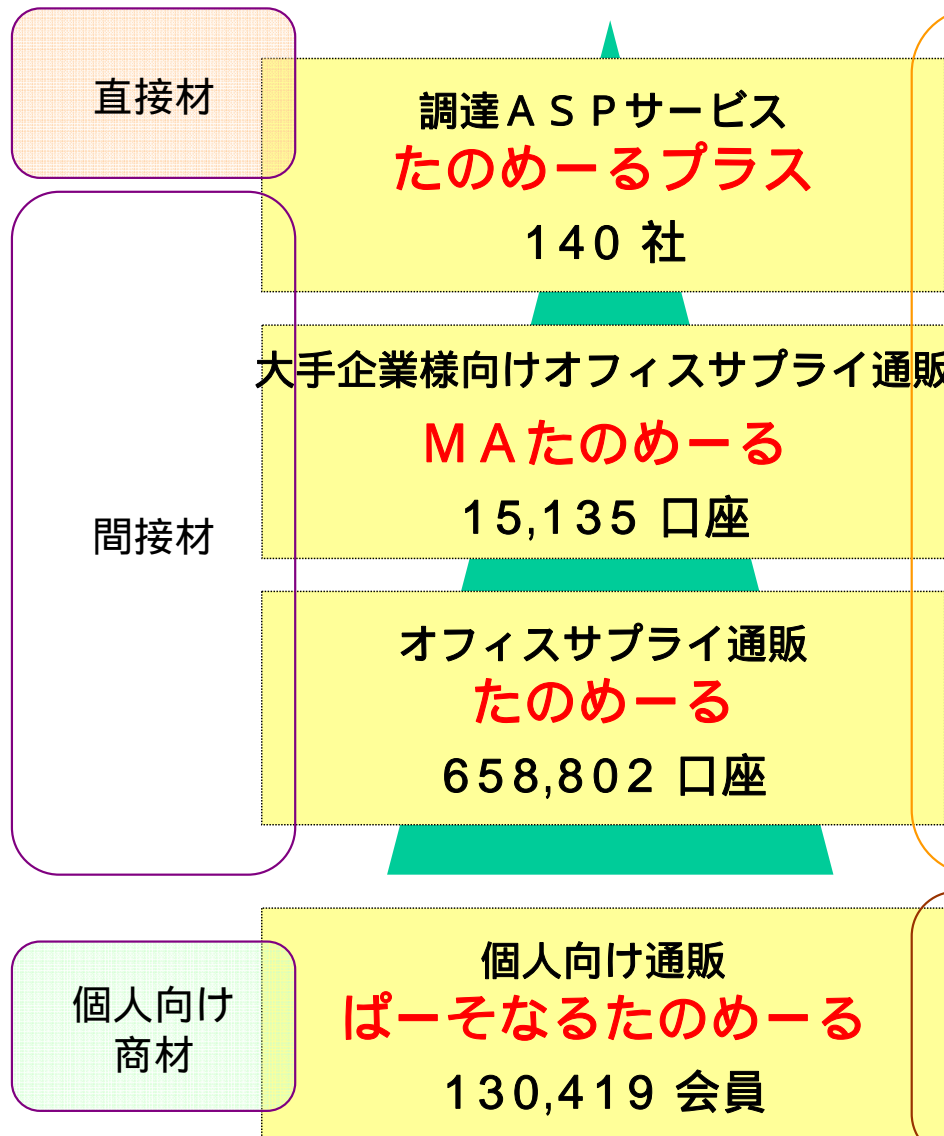 直接材
調達ＡＳＰサービス
たのめーるプラス
140 社
大手企業様向けオフィスサプライ通販
ＭＡたのめーる
15,135 口座
間接材
オフィスサプライ通販
たのめーる
658,802 口座
個人向け通販
ぱーそなるたのめーる
130,419 会員
個人向け
商材